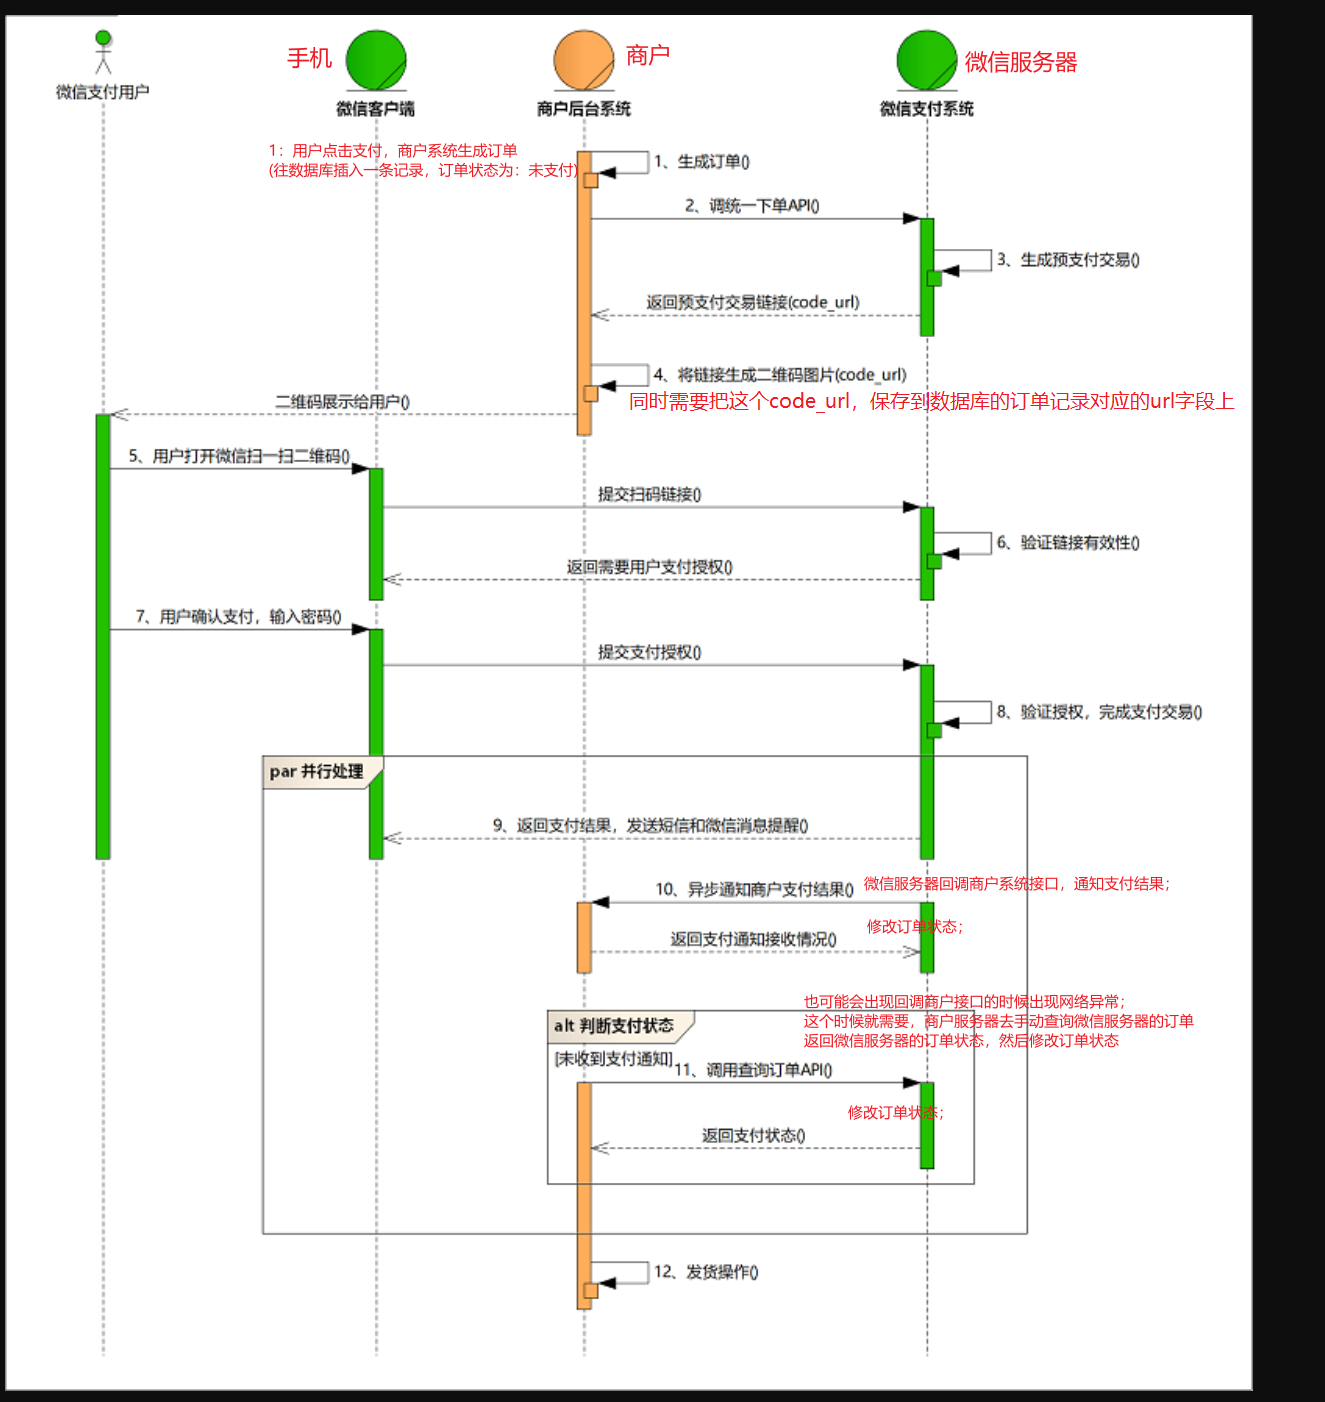 手机
商户
微信服务器
微信支付用户
微信客户端
商户后台系统
微信支付系统
1：用户点击支付，商户系统生成订单
(往数据库插入一条记录，订单状态为：未支付)
1、生成订单()
2、调统一下单API()
3、生成预支付交易()
返回预支付交易链接(code_url)
4、将链接生成二维码图片(code_url)
同时需要把这个code_url，保存到数据库的订单记录对应的url字段上
二维码展示给用户()
5、用户打开微信扫一扫二维码()
提交扫码链接()
6、验证链接有效性()
返回需要用户支付授权()
7、用户确认支付，输入密码()
提交支付授权()
8、验证授权，完成支付交易()
par 并行处理
9、返回支付结果，发送短信和微信消息提醒()
10、异步通知商户支付结果()
微信服务器回调商户系统接口，通知支付结果；
修改订单状态；
返回支付通知接收情况()
也可能会出现回调商户接口的时候出现网络异常；
这个时候就需要，商户服务器去手动查询微信服务器的订单
返回微信服务器的订单状态，然后修改订单状态
alt 判断支付状态
[未收到支付通知]
11、调用查询订单API()
修改订单状态；
返回支付状态()
12、发货操作()